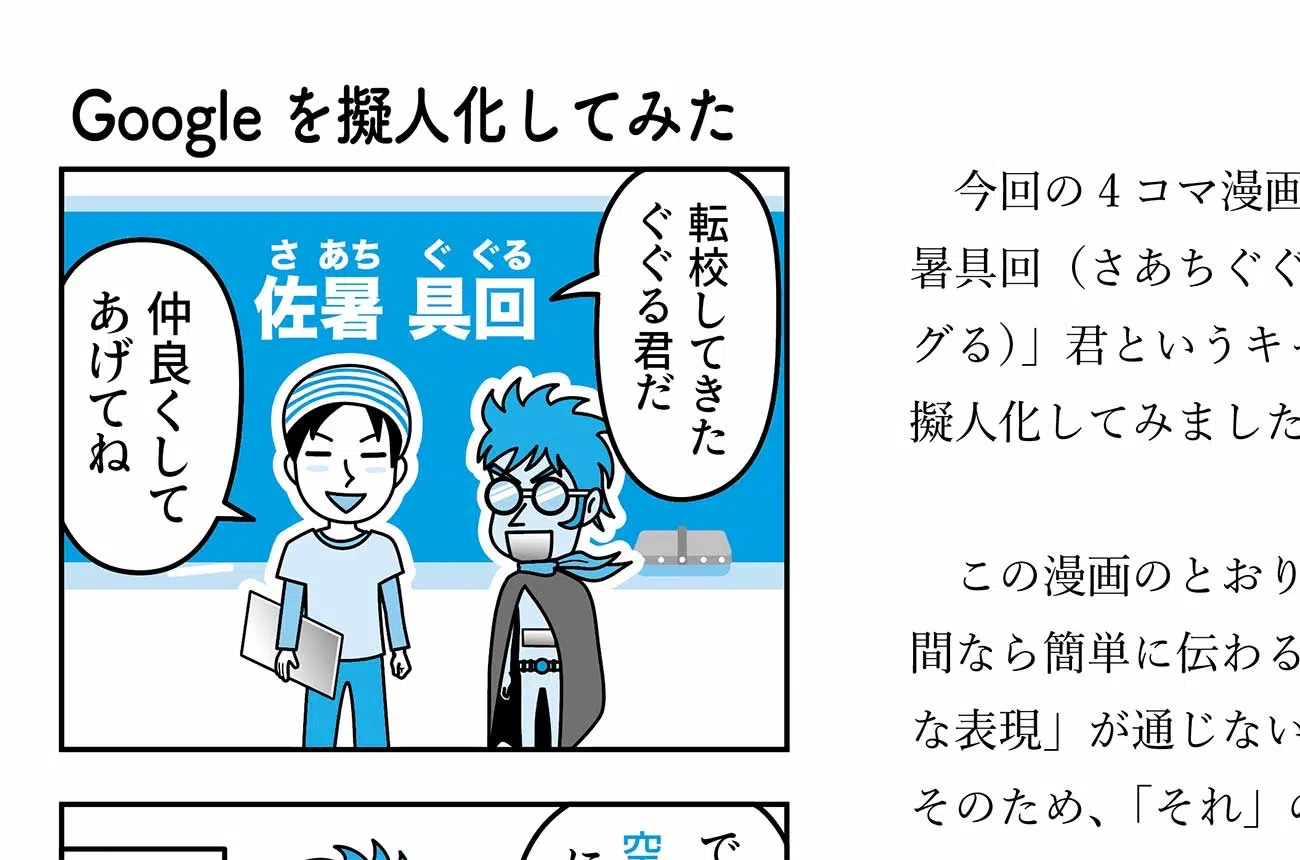 Google を擬人化してみた
転校してきた
ぐぐる君だ
さ あち ぐ ぐる
佐暑 具回
仲良くして
あげてね
で
空
に
今回の 4 コマ漫画
暑具回（さあちぐぐ
グる）」君というキャ
擬人化してみました
この漫画のとおり
間なら簡単に伝わる
な表現」が通じない
そのため、「それ」の